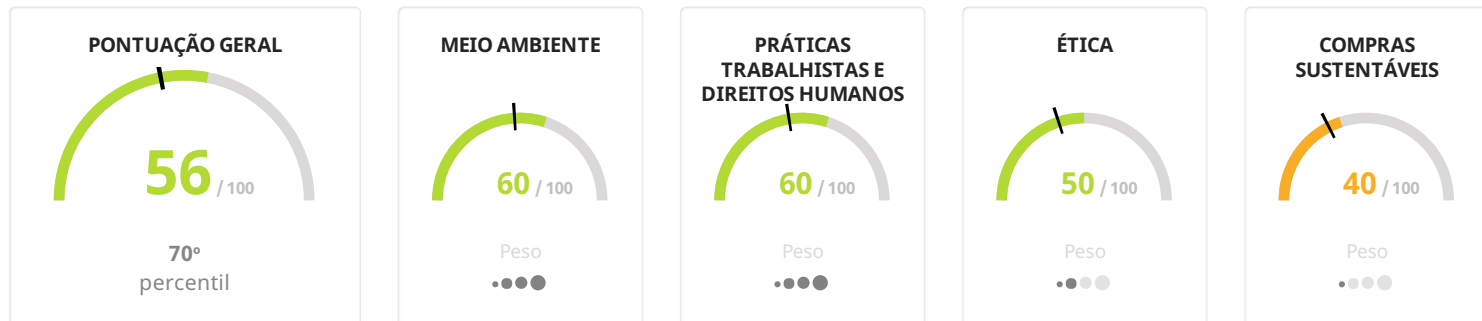 PONTUAÇÃO GERAL
56 / 100
70º
percentil
MEIO AMBIENTE
60 / 100
Peso
PRÁTICAS
TRABALHISTAS E
DIREITOS HUMANOS
60 / 100
Peso
ÉTICA
50 / 100
Peso
COMPRAS
SUSTENTÁVEIS
40 / 100
Peso